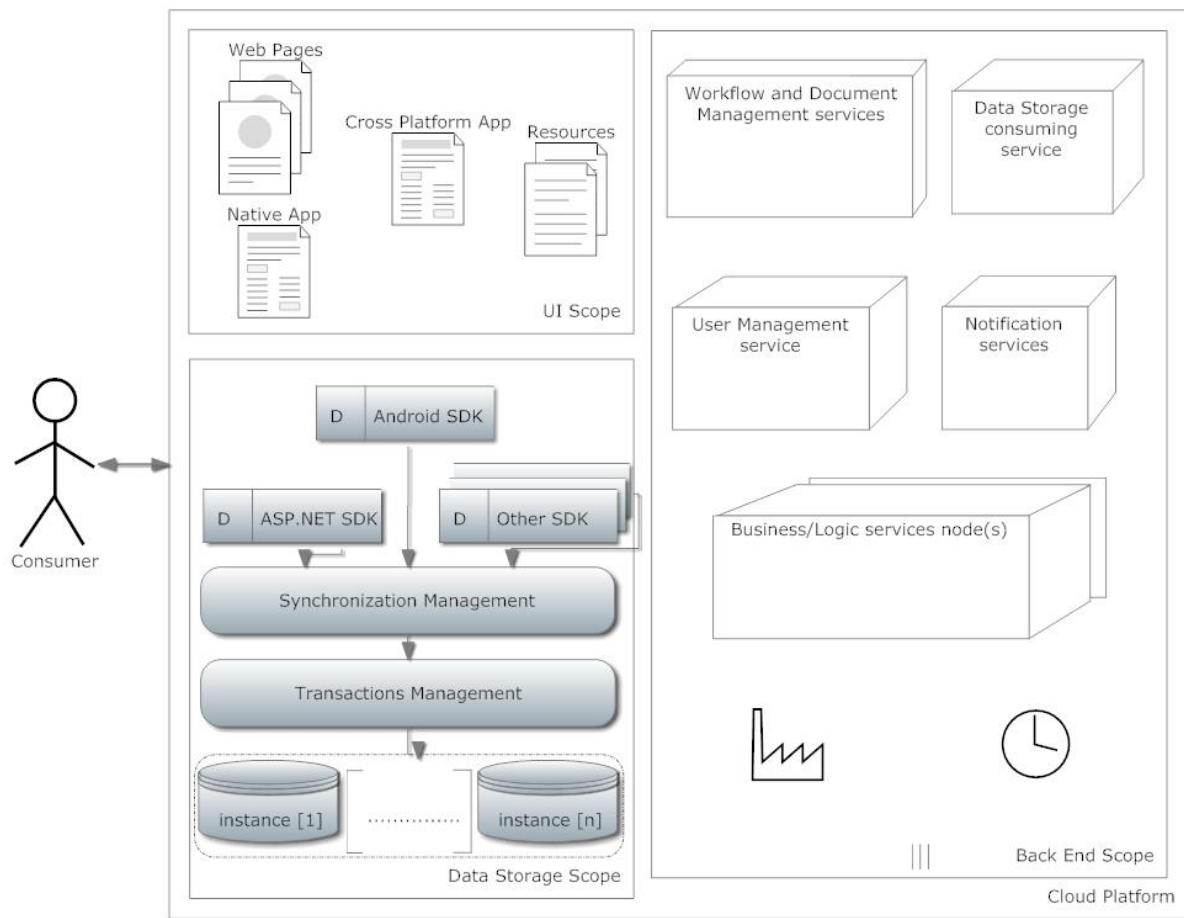 Web Pages
Cross Platform App
Resources
Native App
UI Scope
Workflow and Document
Management services
Data Storage
consuming
service
User Management
service
Notification
services
Business/Logic services node(s)
Back End Scope
Consumer
D Android SDK
D ASP.NET SDK
D Other SDK
Synchronization Management
Transactions Management
instance [1]
.................
instance [n]
Data Storage Scope
Cloud Platform